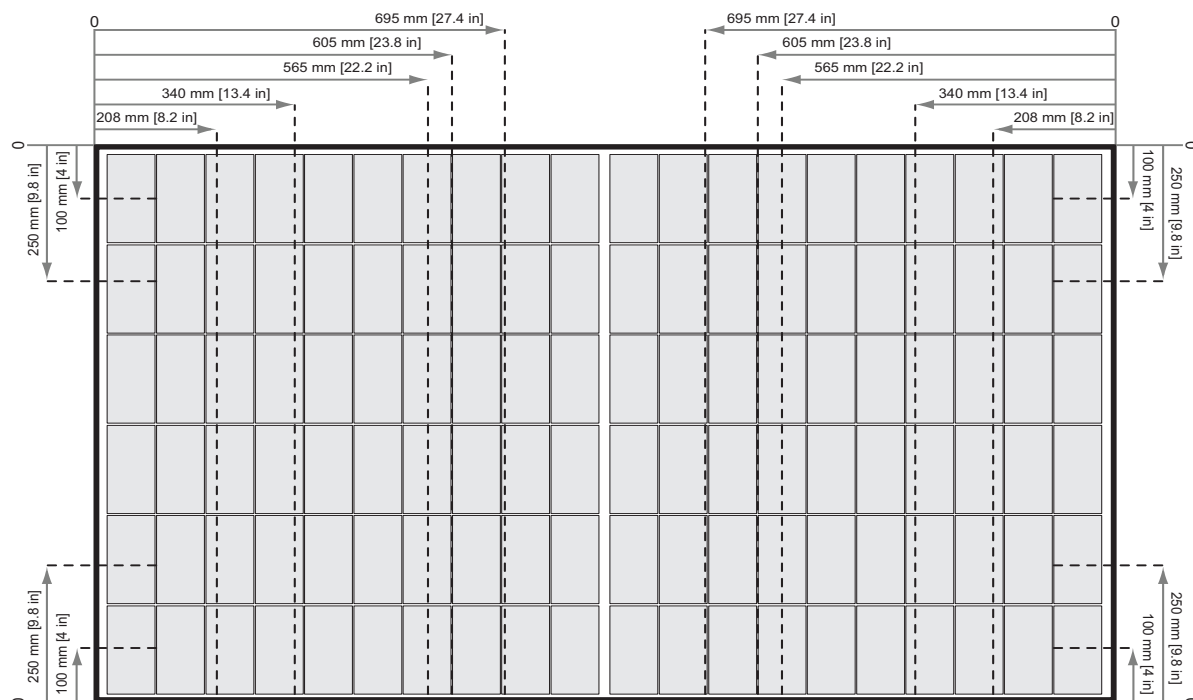 0
695 mm [27.4 in]
695 mm [27.4 in]
0
605 mm [23.8 in]
605 mm [23.8 in]
565 mm [22.2 in]
565 mm [22.2 in]
340 mm [13.4 in]
340 mm [13.4 in]
208 mm [8.2 in]
208 mm [8.2 in]
0
250 mm [9.8 in]
100 mm [4 in]
100 mm
[4 in]
250 mm
[9.8 in]
0
250 mm [9.8 in]
100 mm [4 in]
100 mm
[4 in]
250 mm
[9.8 in]
0
0